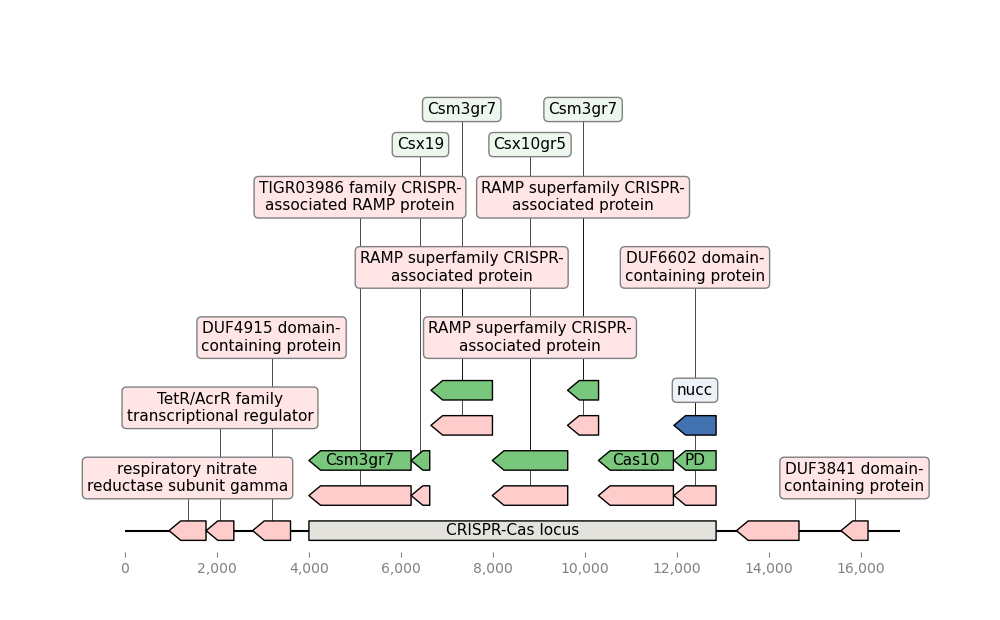 Csm3gr7
Csm3gr7
Csx19
Csx10gr5
TIGR03986 family CRISPR-
associated RAMP protein
RAMP superfamily CRISPR-
associated protein
RAMP superfamily CRISPR-
associated protein
DUF6602 domain-
containing protein
DUF4915 domain-
containing protein
RAMP superfamily CRISPR-
associated protein
TetR/AcrR family
transcriptional regulator
nucc
Csm3gr7
Cas10
PD
respiratory nitrate
reductase subunit gamma
DUF3841 domain-
containing protein
CRISPR-Cas locus
0 2,000 4,000 6,000 8,000 10,000 12,000 14,000 16,000